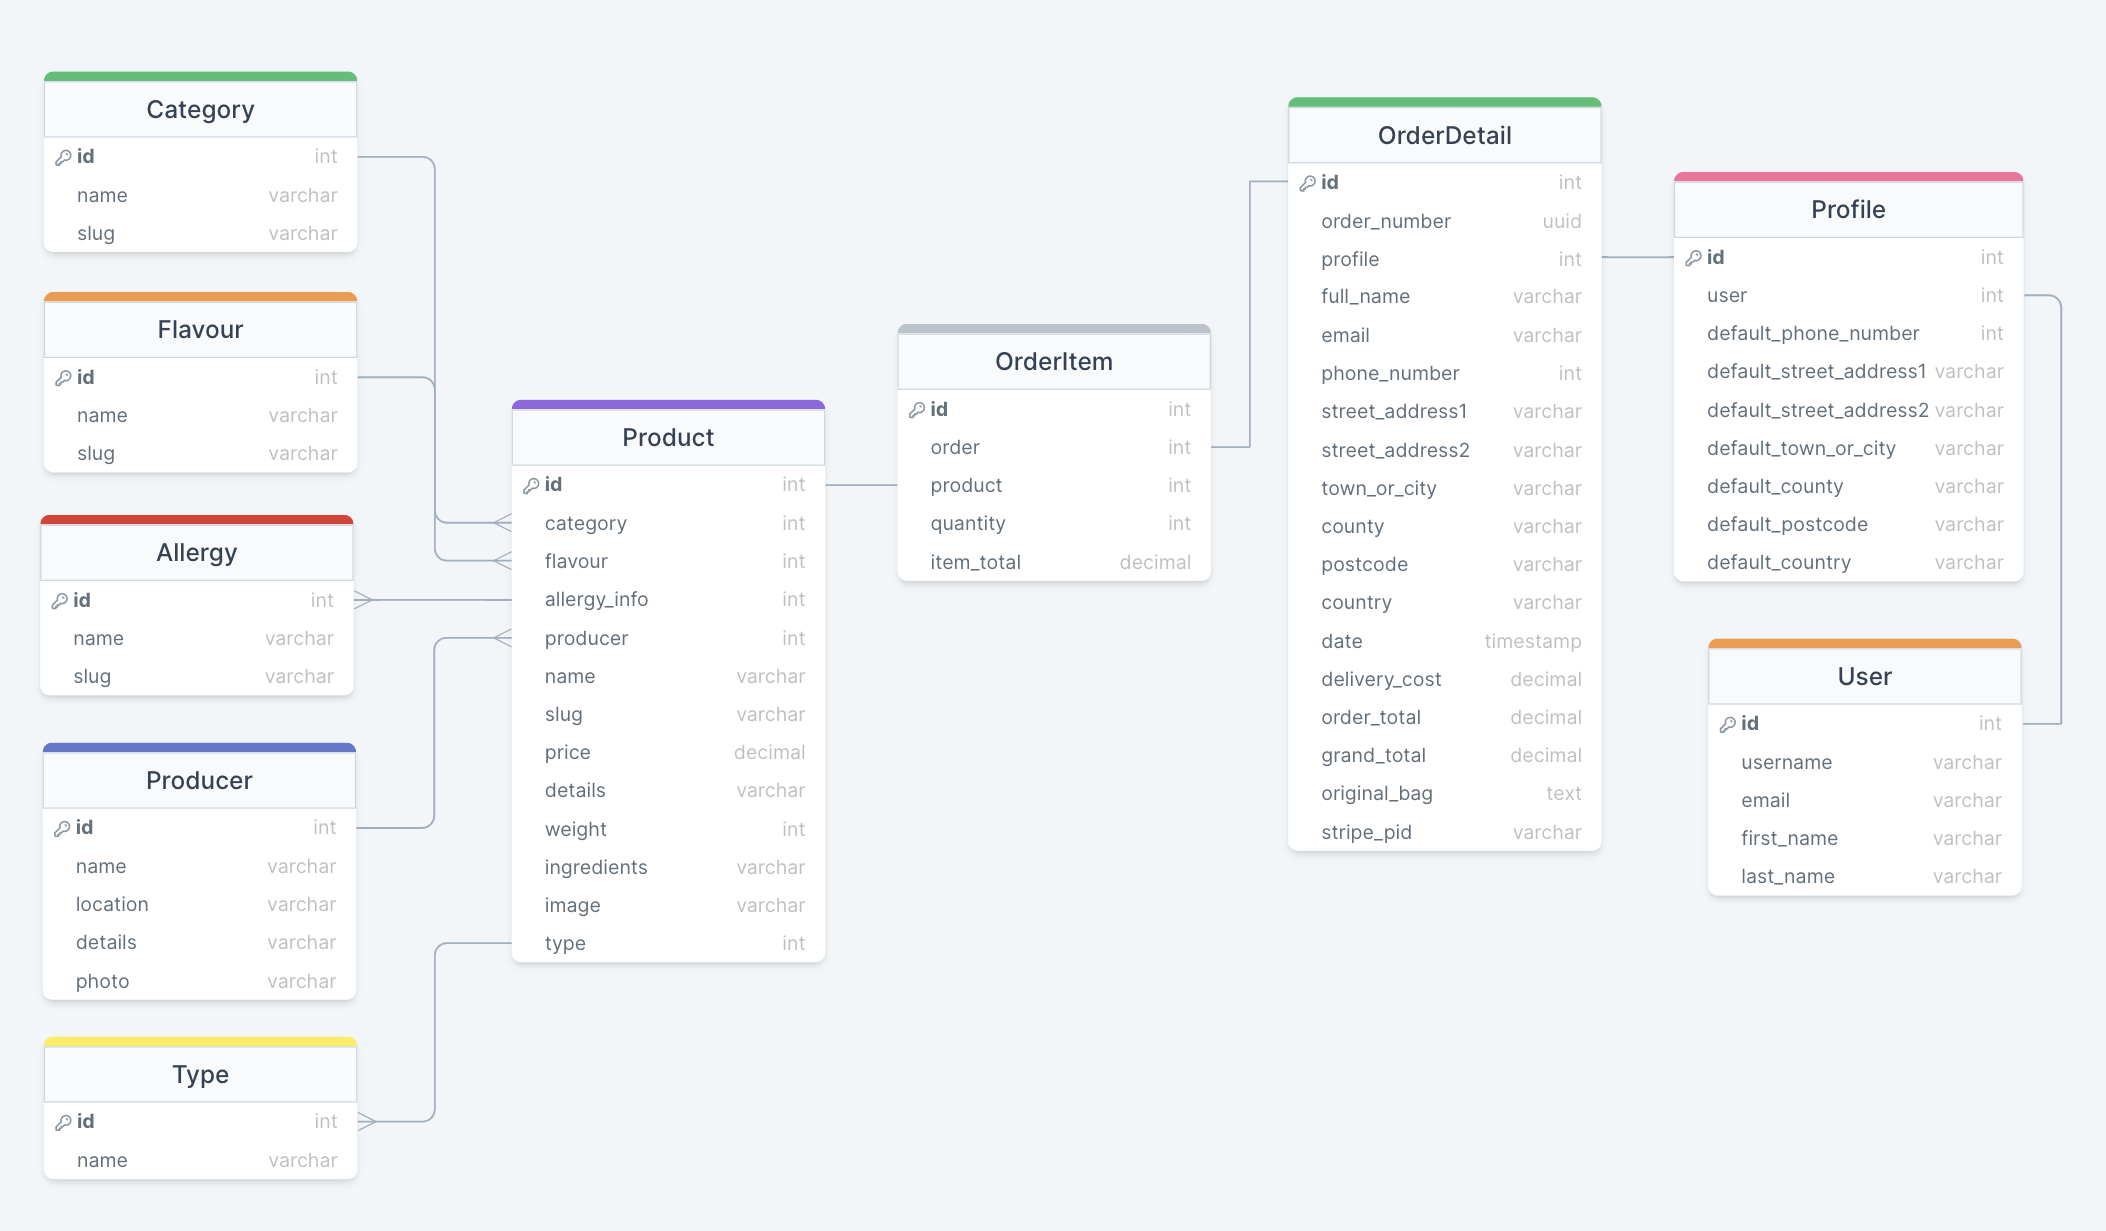 Category
id int
name varchar
slug varchar
Flavour
id int
name varchar
slug varchar
Allergy
id int
name varchar
slug varchar
Producer
id int
name varchar
location varchar
details varchar
photo varchar
Type
id int
name varchar
Product
id int
category int
flavour int
allergy_info int
producer int
name varchar
slug varchar
price decimal
details varchar
weight int
ingredients varchar
image varchar
type int
OrderItem
id int
order int
product int
quantity int
item_total decimal
OrderDetail
id int
order_number uuid
profile int
full_name varchar
email varchar
phone_number int
street_address1 varchar
street_address2 varchar
town_or_city varchar
county varchar
postcode varchar
country varchar
date timestamp
delivery_cost decimal
order_total decimal
grand_total decimal
original_bag text
stripe_pid varchar
Profile
id int
user int
default_phone_number int
default_street_address1 varchar
default_street_address2 varchar
default_town_or_city varchar
default_county varchar
default_postcode varchar
default_country varchar
User
id int
username varchar
email varchar
first_name varchar
last_name varchar